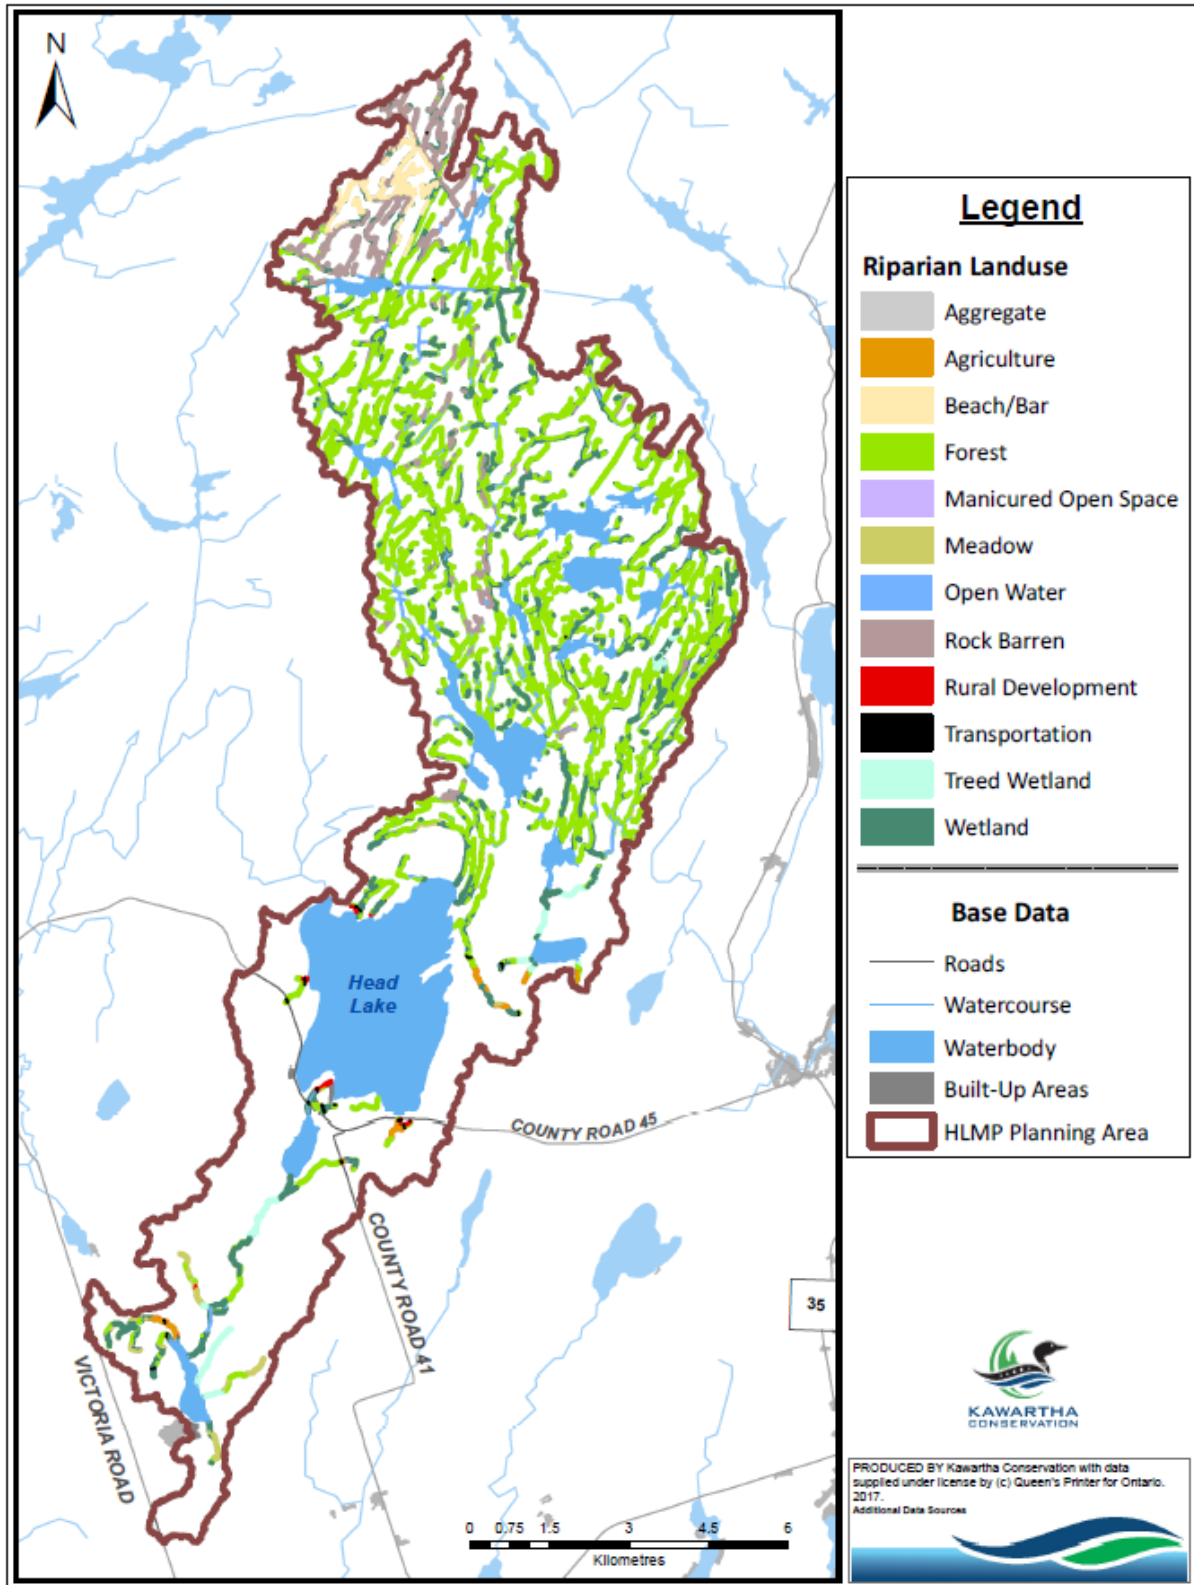 N
Head
Lake
COUNTY ROAD 45
COUNTY ROAD 41
VICTORIA ROAD
35
0 0.75 1.5 3 4.5 6
Kilometres
Legend
Riparian Landuse
Aggregate
Agriculture
Beach/Bar
Forest
Manicured Open Space
Meadow
Open Water
Rock Barren
Rural Development
Transportation
Treed Wetland
Wetland
Base Data
Roads
Watercourse
Waterbody
Built-Up Areas
HLMP Planning Area
KAWARTHA
CONSERVATION
PRODUCED BY Kawartha Conservation with data
supplied under license by (c) Queen's Printer for Ontario.
2017.
Additional Data Sources